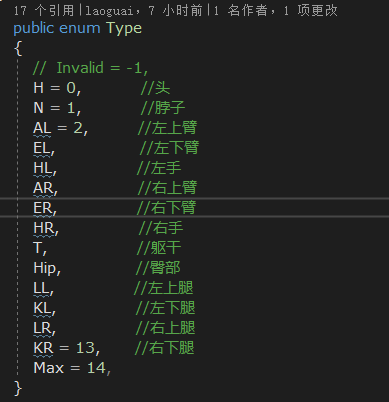 17 个引用|laoguai，7 小时前|1 名作者，1 项更改
public enum Type
{
// Invalid = -1,
H = 0, //头
N = 1, //脖子
AL = 2, //左上臂
EL, //左下臂
HL, //左手
AR, //右上臂
ER, //右下臂
HR, //右手
T, //躯干
Hip, //臀部
LL, //左上腿
KL, //左下腿
LR, //右上腿
KR = 13, //右下腿
Max = 14,
}